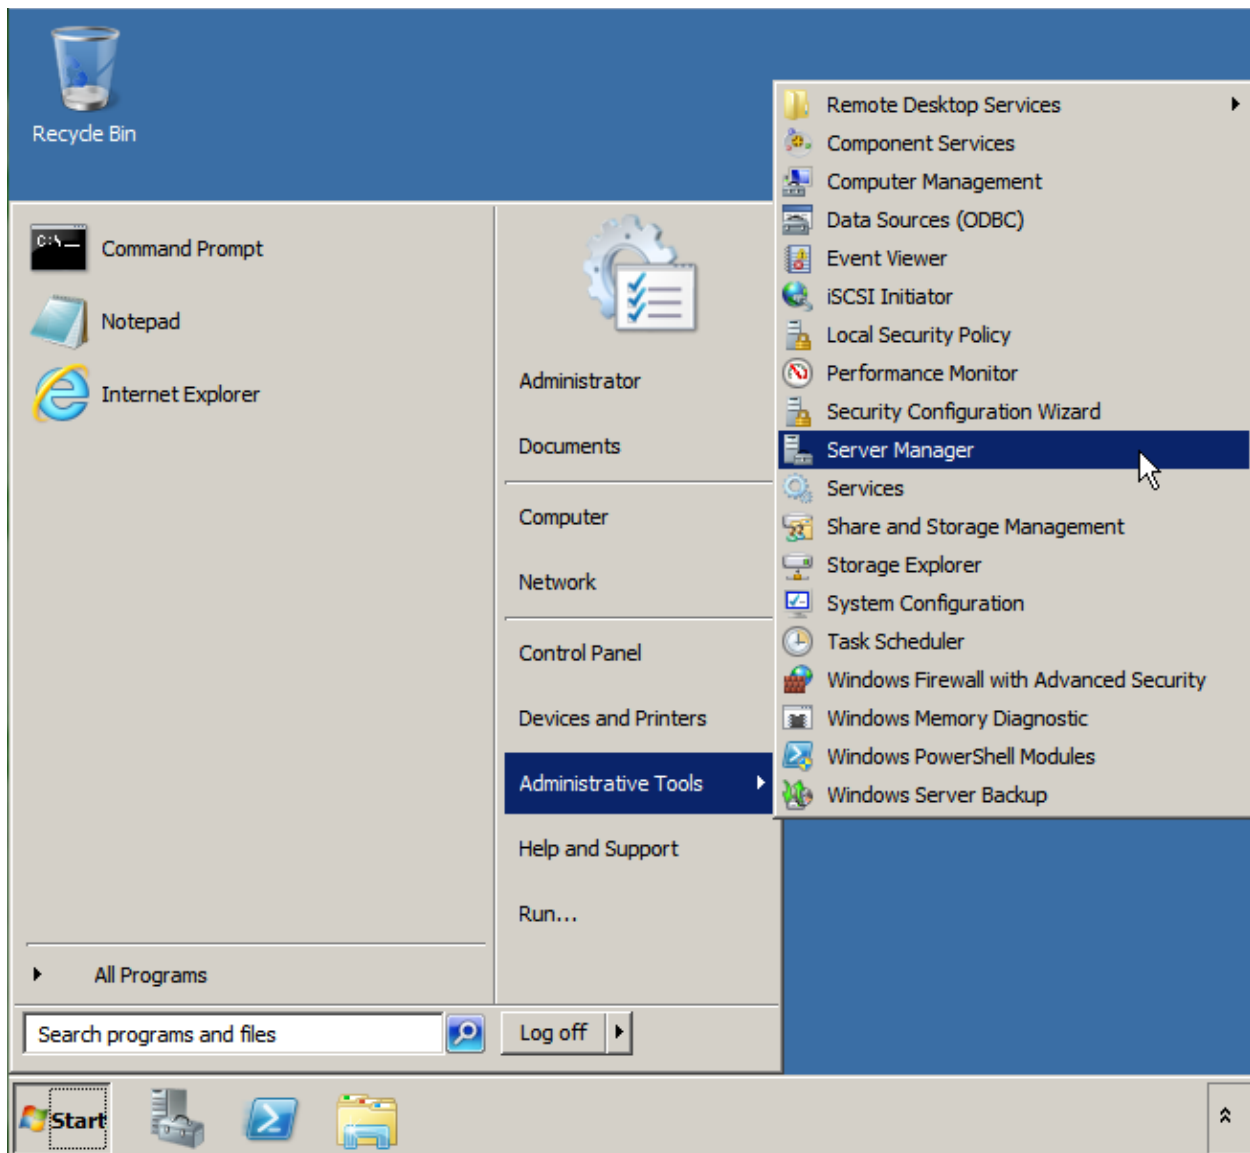 Recycle Bin
Command Prompt
Notepad
Internet Explorer
All Programs
Search programs and files
Administrator
Documents
Computer
Network
Control Panel
Devices and Printers
Administrative Tools
Help and Support
Run...
Log off
Remote Desktop Services
Component Services
Computer Management
Data Sources (ODBC)
Event Viewer
iSCSI Initiator
Local Security Policy
Performance Monitor
Security Configuration Wizard
Server Manager
Services
Share and Storage Management
Storage Explorer
System Configuration
Task Scheduler
Windows Firewall with Advanced Security
Windows Memory Diagnostic
Windows PowerShell Modules
Windows Server Backup
Start